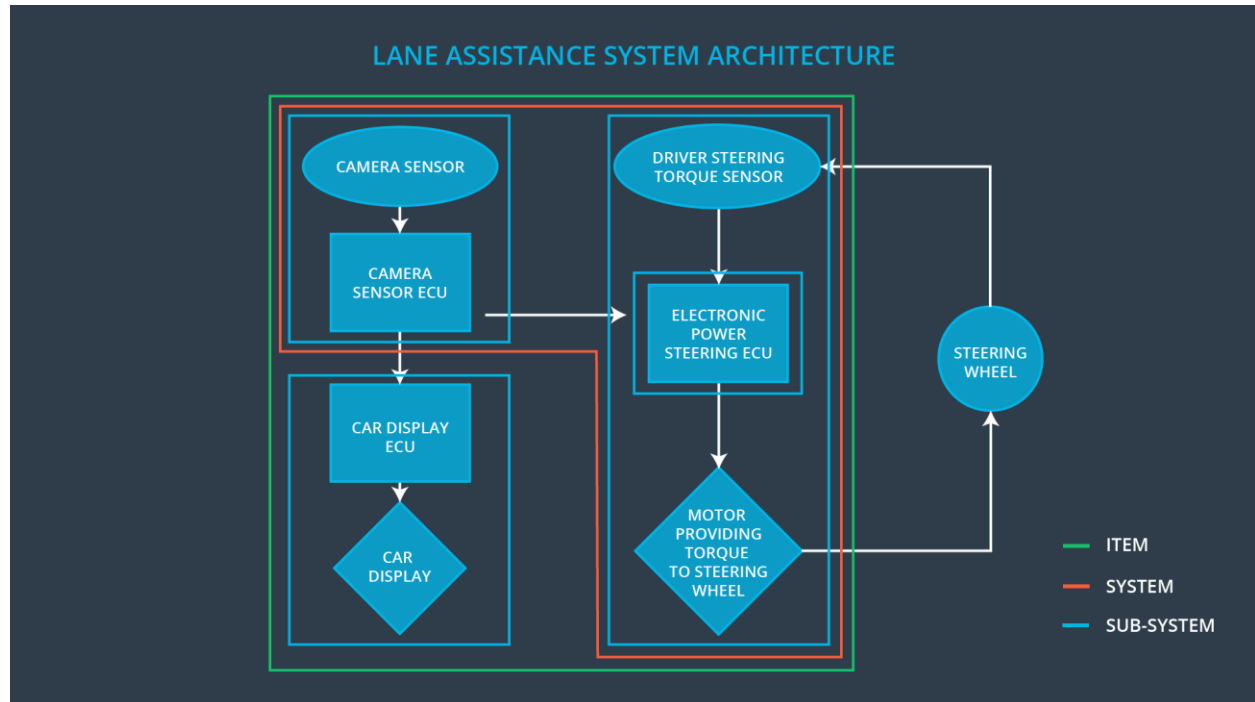 LANE ASSISTANCE SYSTEM ARCHITECTURE
CAMERA SENSOR
CAMERA
SENSOR ECU
CAR DISPLAY
ECU
CAR
DISPLAY
DRIVER STEERING
TORQUE SENSOR
ELECTRONIC
POWER
STEERING ECU
MOTOR
PROVIDING
TORQUE
TO STEERING
WHEEL
STEERING
WHEEL
ITEM
SYSTEM
SUB-SYSTEM